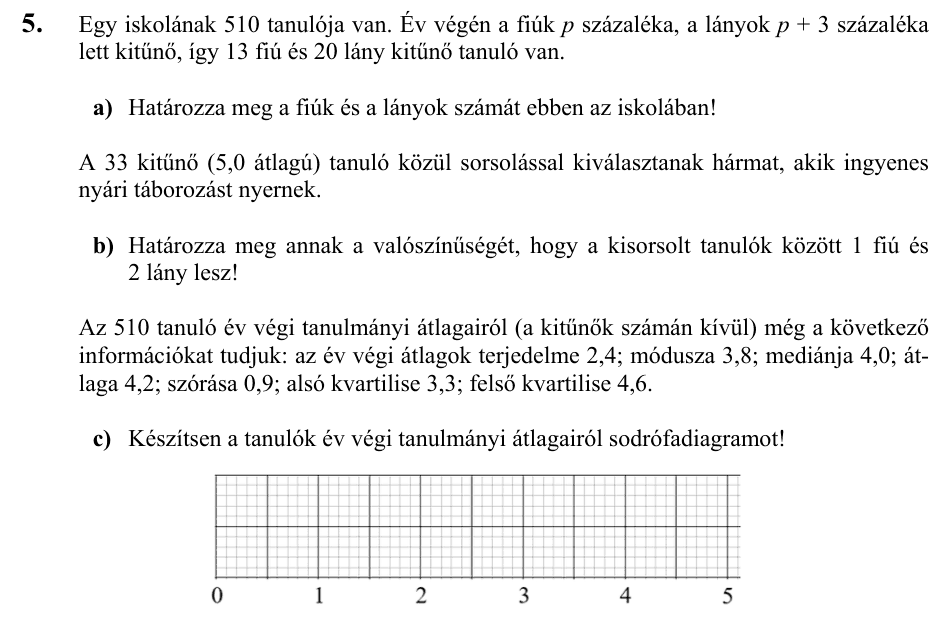 5. Egy iskolának 510 tanulója van. Év végén a fiúk p százaléka, a lányok p + 3 százaléka
lett kitűnő, így 13 fiú és 20 lány kitűnő tanuló van.
a) Határozza meg a fiúk és a lányok számát ebben az iskolában!
A 33 kitűnő (5,0 átlagú) tanuló közül sorsolással kiválasztanak hármat, akik ingyenes
nyári táborozást nyernek.
b) Határozza meg annak a valószínűségét, hogy a kisorsolt tanulók között 1 fiú és
2 lány lesz!
Az 510 tanuló év végi tanulmányi átlagairól (a kitűnők számán kívül) még a következő
információkat tudjuk: az év végi átlagok terjedelme 2,4; módusza 3,8; mediánja 4,0; át-
laga 4,2; szórása 0,9; alsó kvartilise 3,3; felső kvartilise 4,6.
c) Készítsen a tanulók év végi tanulmányi átlagairól sodrófadiagramot!
0 1 2 3 4 5